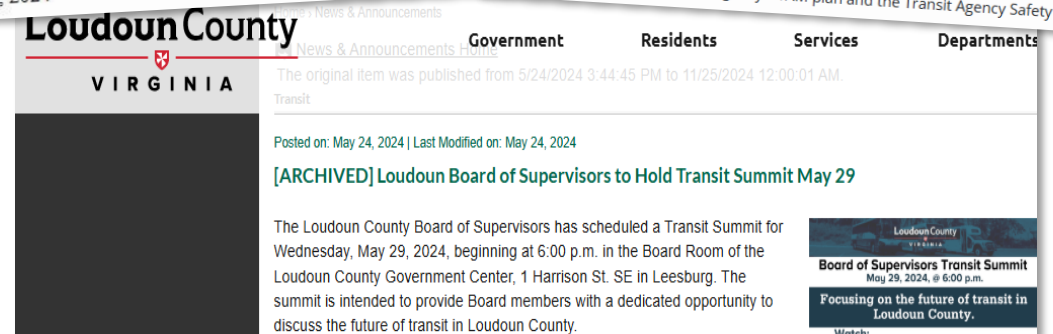 plan and the Transit Agency Safety
Home › News & Announcements
Loudoun County
VIRGINIA
Government Residents Services Departments
News & Announcements Home
The original item was published from 5/24/2024 3:44:45 PM to 11/25/2024 12:00:01 AM.
Transit
Posted on: May 24, 2024 | Last Modified on: May 24, 2024
[ARCHIVED] Loudoun Board of Supervisors to Hold Transit Summit May 29
The Loudoun County Board of Supervisors has scheduled a Transit Summit for
Wednesday, May 29, 2024, beginning at 6:00 p.m. in the Board Room of the
Loudoun County Government Center, 1 Harrison St. SE in Leesburg. The
summit is intended to provide Board members with a dedicated opportunity to
discuss the future of transit in Loudoun County.
Loudoun County
VIRGINIA
Board of Supervisors Transit Summit
May 29, 2024, @ 6:00 p.m.
Focusing on the future of transit in
Loudoun County.
Watch: